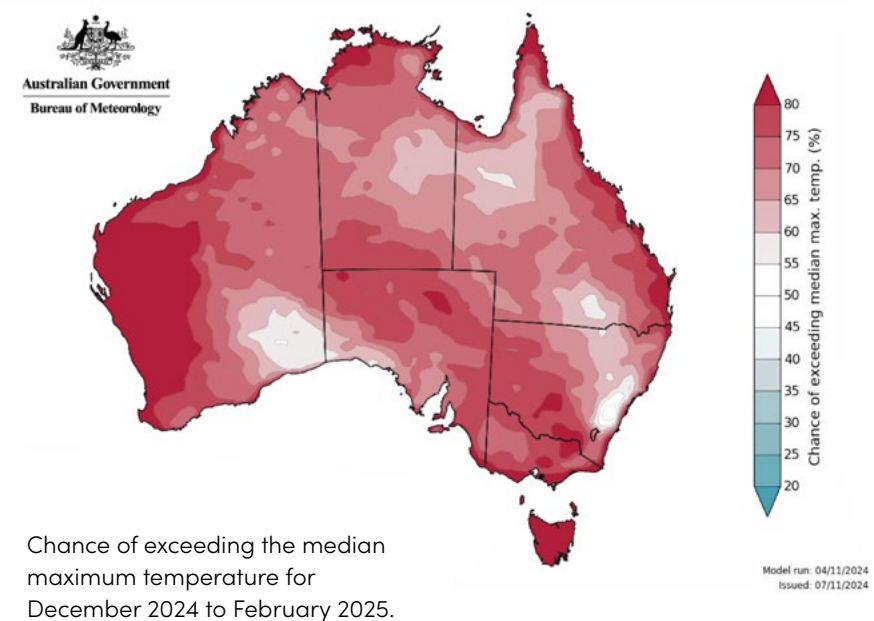 Australian Government
Bureau of Meteorology
80
75
70
65
60
55
50
45
40
35
30
25
20
Chance of exceeding median max. temp. (%)
Chance of exceeding the median
maximum temperature for
December 2024 to February 2025.
Model run: 04/11/2024
Issued: 07/11/2024